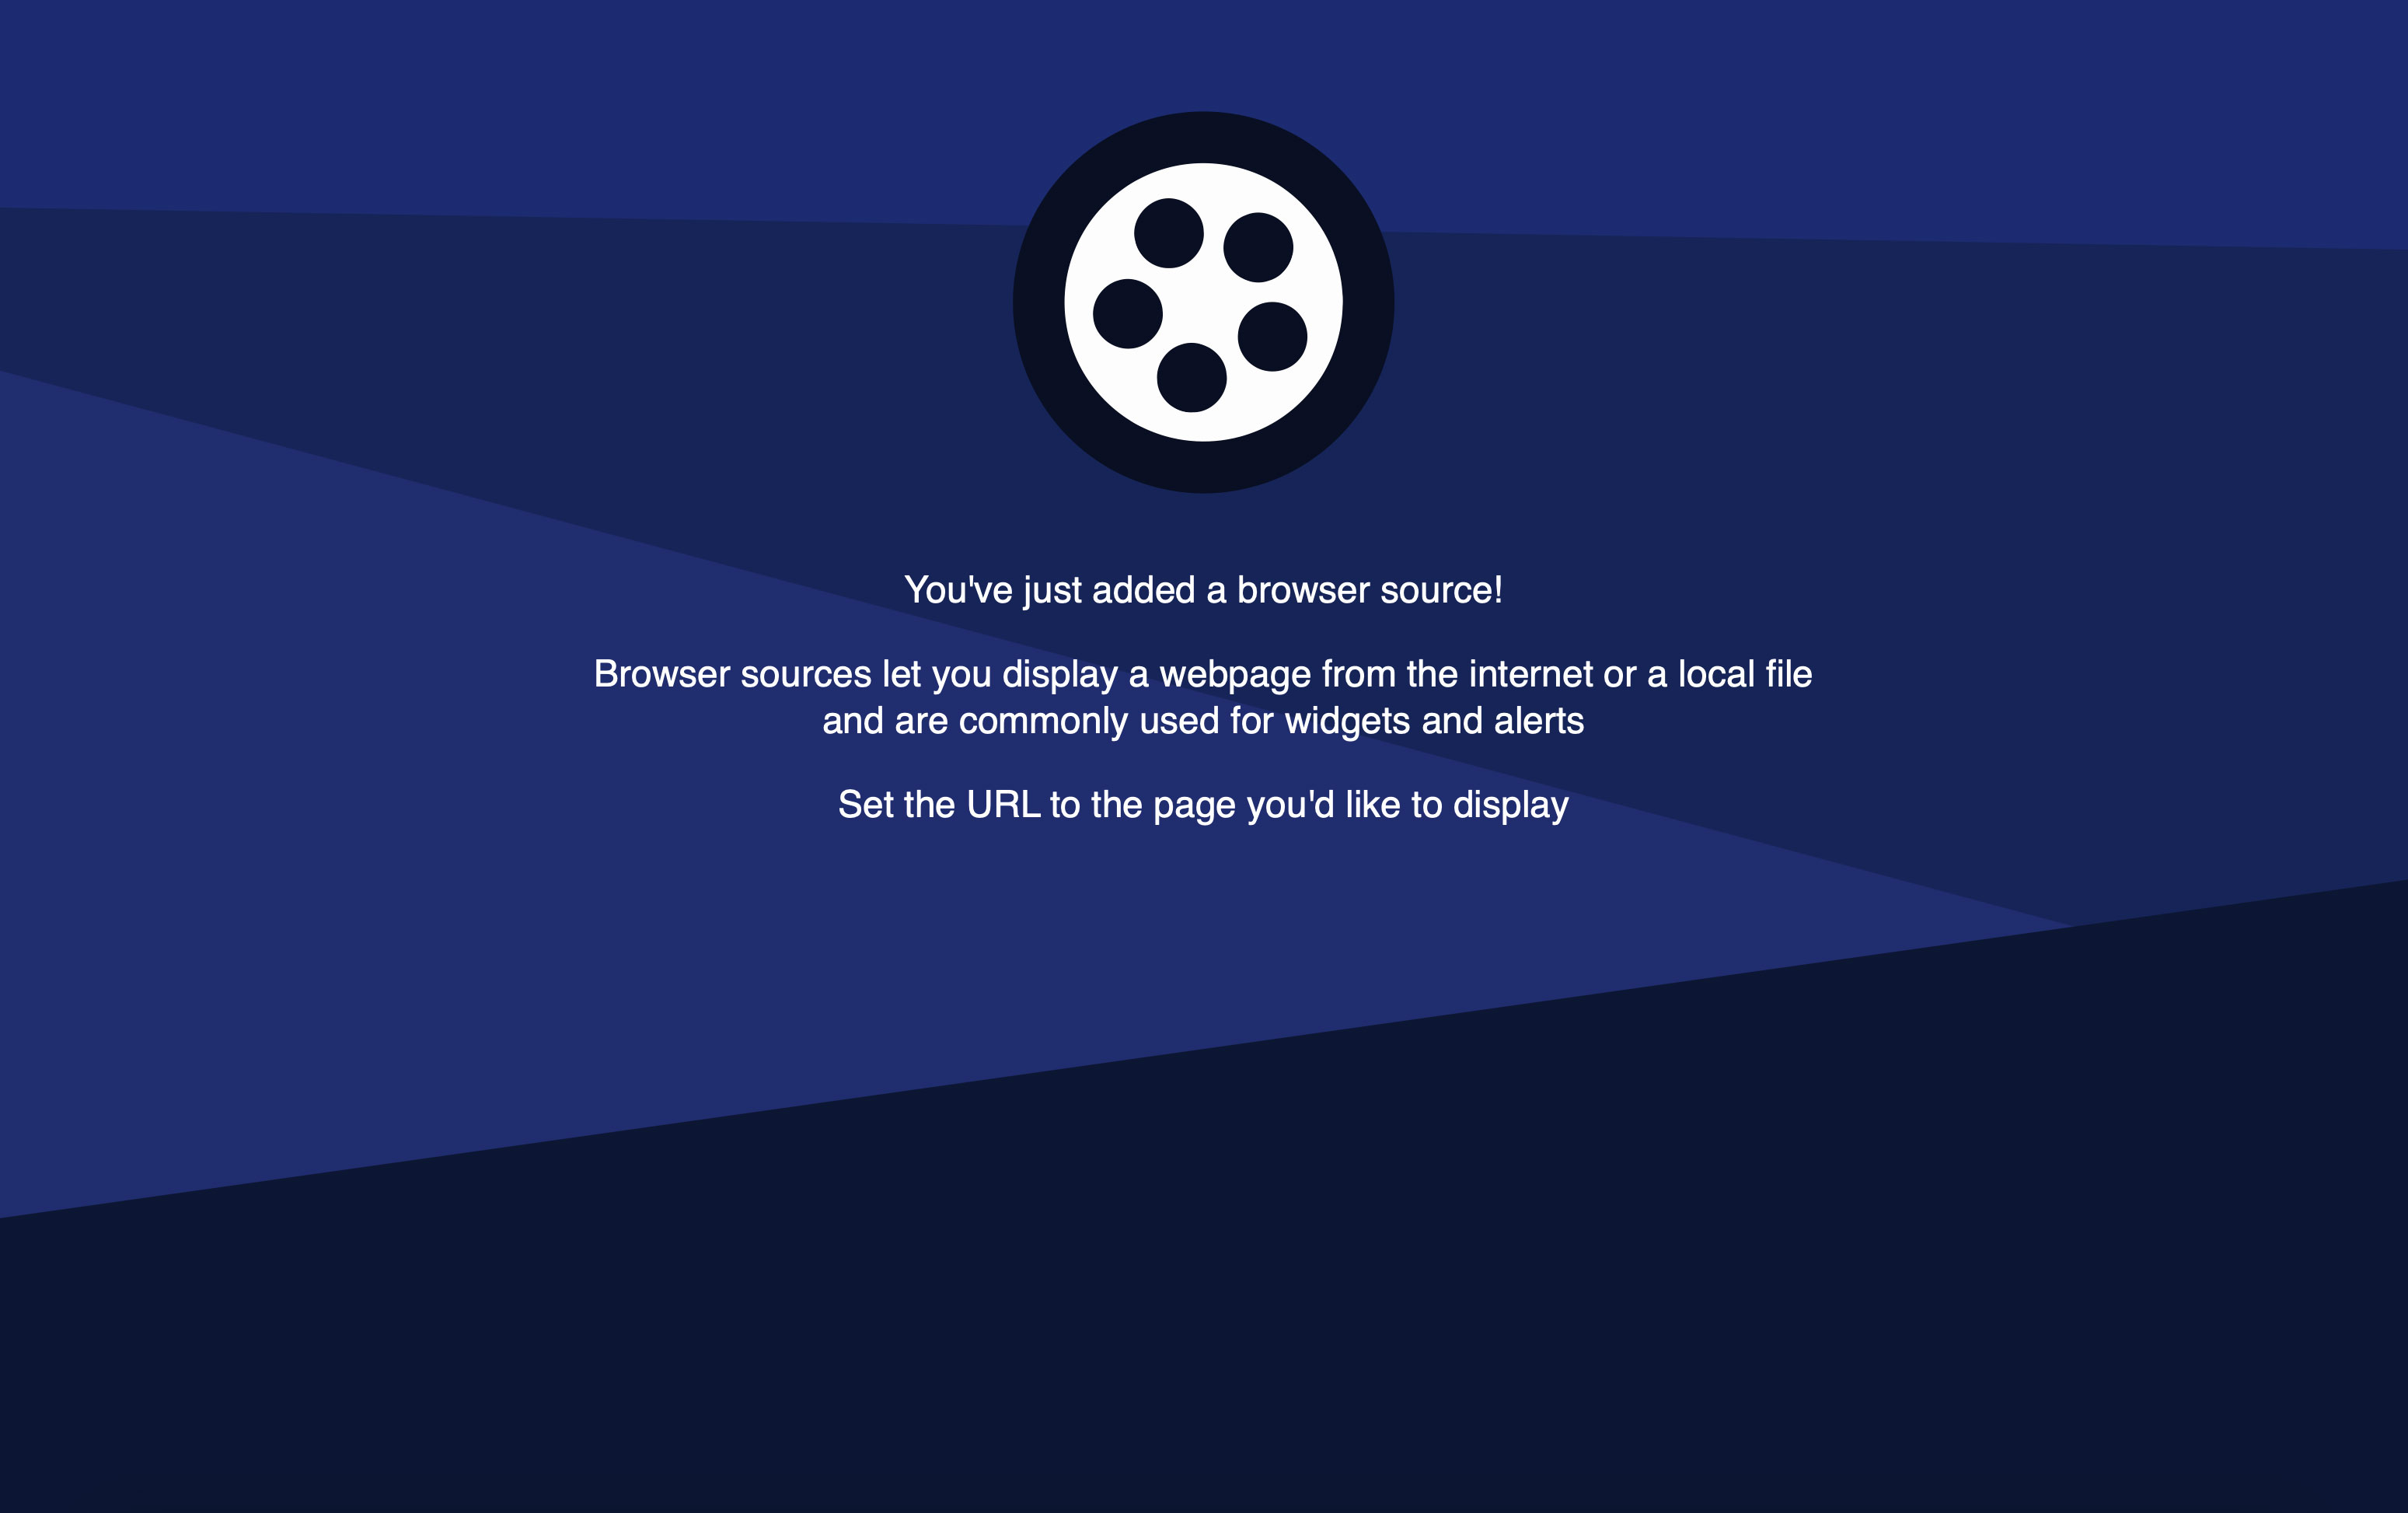 You've just added a browser source!
Browser sources let you display a webpage from the internet or a local file
and are commonly used for widgets and alerts
Set the URL to the page you'd like to display